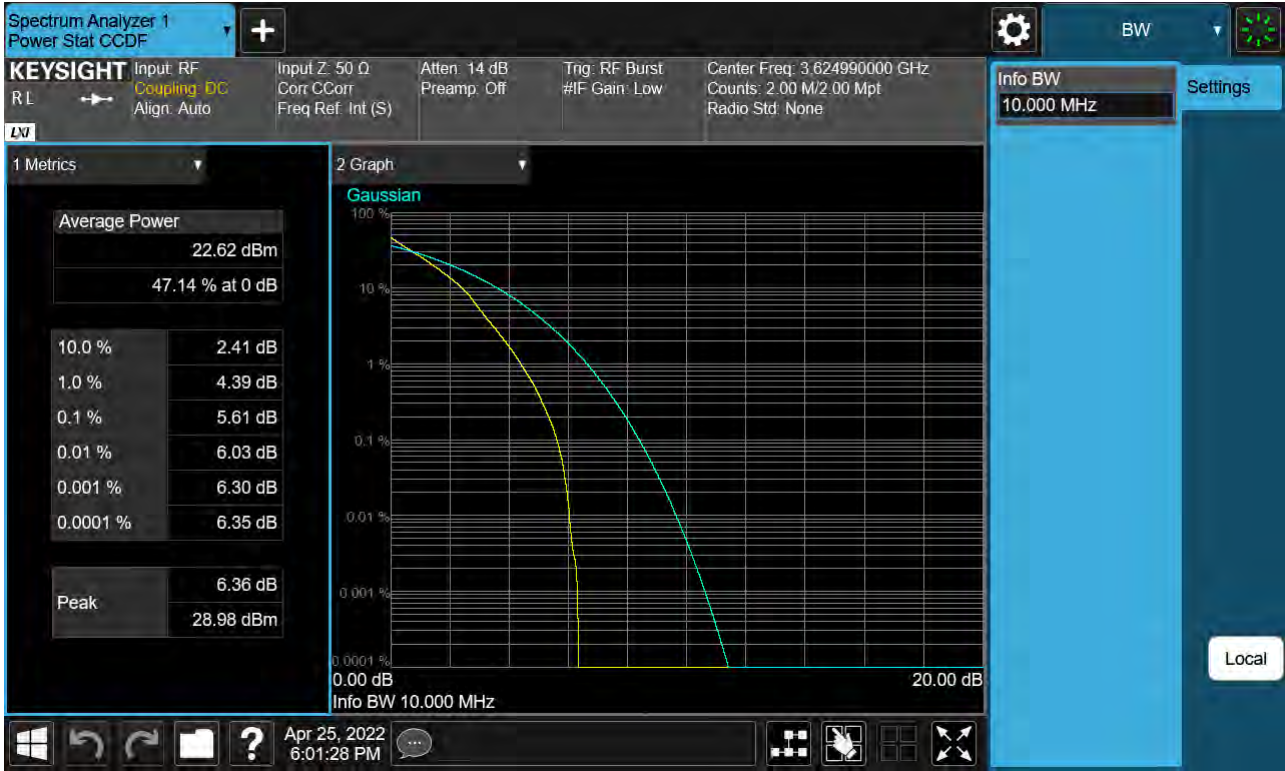 Spectrum Analyzer 1
Power Stat CCDF
BW
KEYSIGHT
R L
LXI
Input: RF
Coupling: DC
Align: Auto
Input Z: 50 Ω
Corr CCorr
Freq Ref: Int (S)
Atten: 14 dB
Preamp: Off
Trig: RF Burst
#IF Gain: Low
Center Freq: 3.624990000 GHz
Counts: 2.00 M/2.00 Mpt
Radio Std: None
Info BW
10.000 MHz
Settings
1 Metrics
Average Power
22.62 dBm
47.14 % at 0 dB
10.0 % 2.41 dB
1.0 % 4.39 dB
0.1 % 5.61 dB
0.01 % 6.03 dB
0.001 % 6.30 dB
0.0001 % 6.35 dB
Peak
6.36 dB
28.98 dBm
2 Graph
Gaussian
100 %
10 %
1 %
0.1 %
0.01 %
0.001 %
0.0001 %
0.00 dB 20.00 dB
Info BW 10.000 MHz
Local
?
Apr 25, 2022
6:01:28 PM